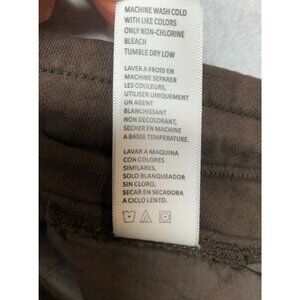 MACHINE WASH COLD
WITH LIKE COLORS
ONLY NON-CHLORINE
BLEACH
TUMBLE DRY LOW
LAVER A FROID EN
MACHINE SEPARER
LES COULEURS,
UTILISER UNIQUEMENT
UN AGENT
BLANCHISSANT
NON DECOLORANT,
SECHER EN MACHINE
A BASSE TEMPERATURE.
LAVAR A MAQUINA
CON COLORES
SIMILARES,
SOLO BLANQUEADOR
SIN CLORO,
SECAR EN SECADORA
A CICLO LENTO.